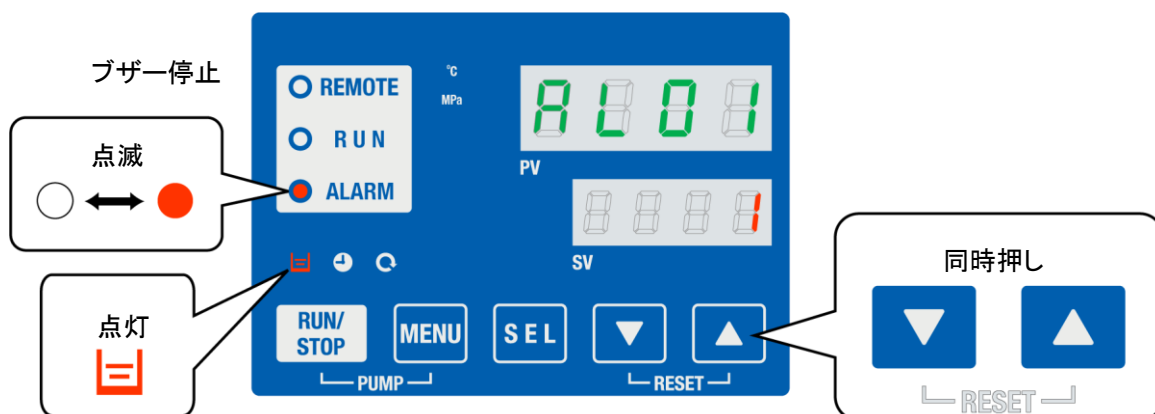 ブザー停止
点滅
点灯
REMOTE
RUN
ALARM
°C
MPa
AL01
PV
1
SV
RUN/
STOP
MENU
SEL
PUMP
RESET
同時押し
RESET